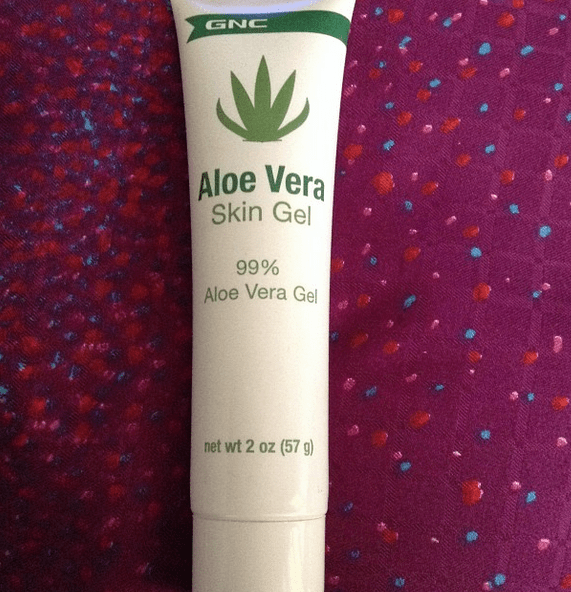 GNC
Aloe Vera
Skin Gel
99%
Aloe Vera Gel
net wt 2 oz (57 g)